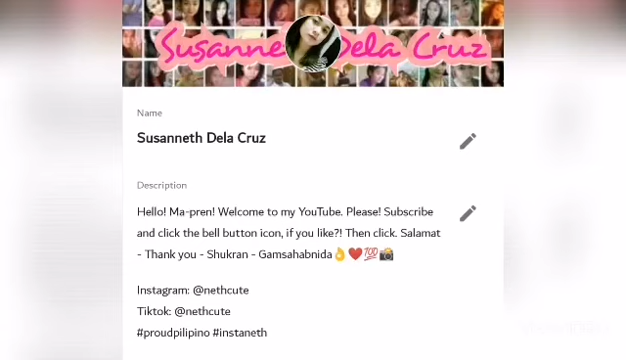 Susanne Dela Cruz
Name
Susanneth Dela Cruz
Description
Hello! Ma-pren! Welcome to my YouTube. Please! Subscribe
and click the bell button icon, if you like?! Then click. Salamat
- Thank you - Shukran - Gamsahabnida👌❤️💯📸
Instagram: @nethcute
Tiktok: @nethcute
#proudpilipino #instaneth